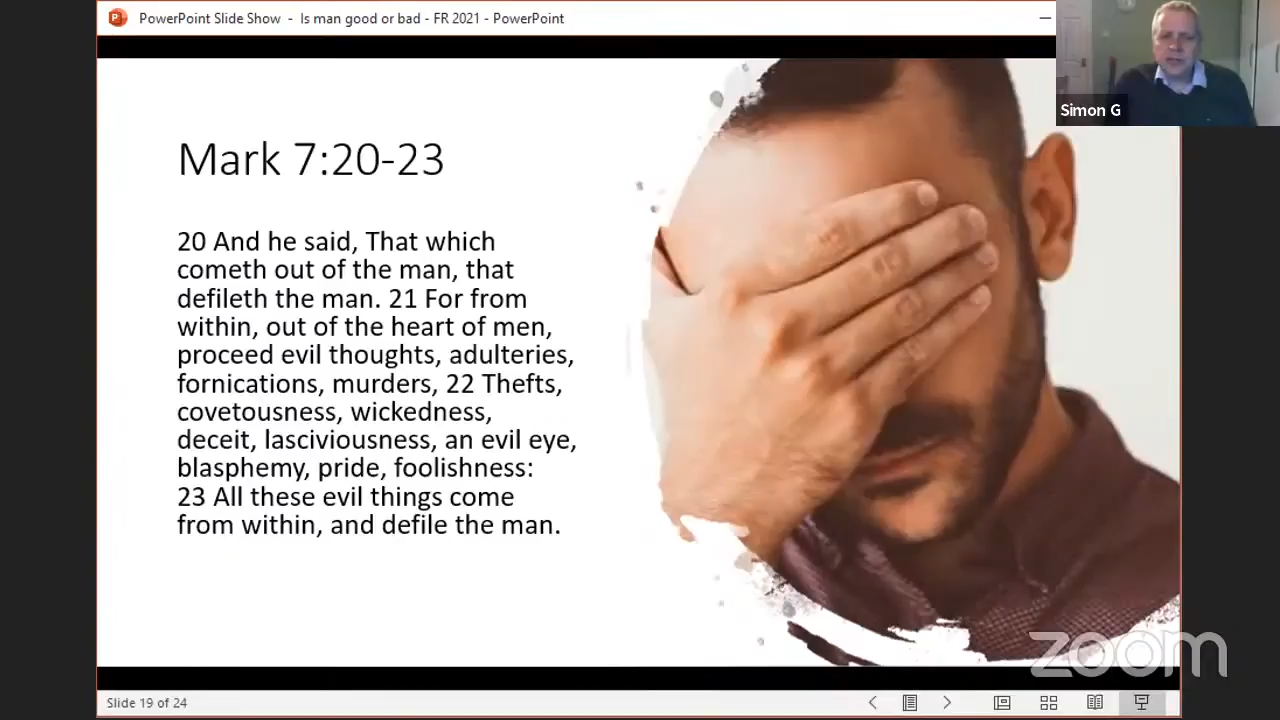 PowerPoint Slide Show - Is man good or bad - FR 2021 - PowerPoint
Simon G
Mark 7:20-23
20 And he said, That which
cometh out of the man, that
defileth the man. 21 For from
within, out of the heart of men,
proceed evil thoughts, adulteries,
fornications, murders, 22 Thefts,
covetousness, wickedness,
deceit, lasciviousness, an evil eye,
blasphemy, pride, foolishness:
23 All these evil things come
from within, and defile the man.
zoom
Slide 19 of 24